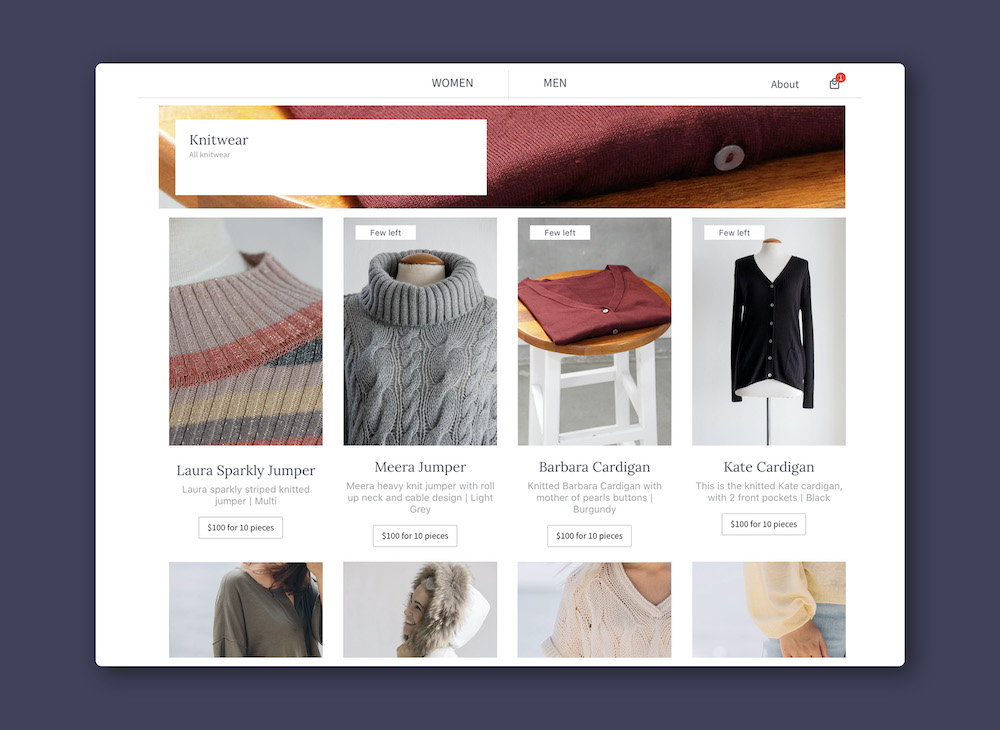 WOMEN
MEN
About
1
Knitwear
All knitwear
Few left
Few left
Few left
Laura Sparkly Jumper
Laura sparkly striped knitted
jumper | Multi
$100 for 10 pieces
Meera Jumper
Meera heavy knit jumper with roll
up neck and cable design | Light
Grey
$100 for 10 pieces
Barbara Cardigan
Knitted Barbara Cardigan with
mother of pearls buttons |
Burgundy
$100 for 10 pieces
Kate Cardigan
This is the knitted Kate cardigan,
with 2 front pockets | Black
$100 for 10 pieces